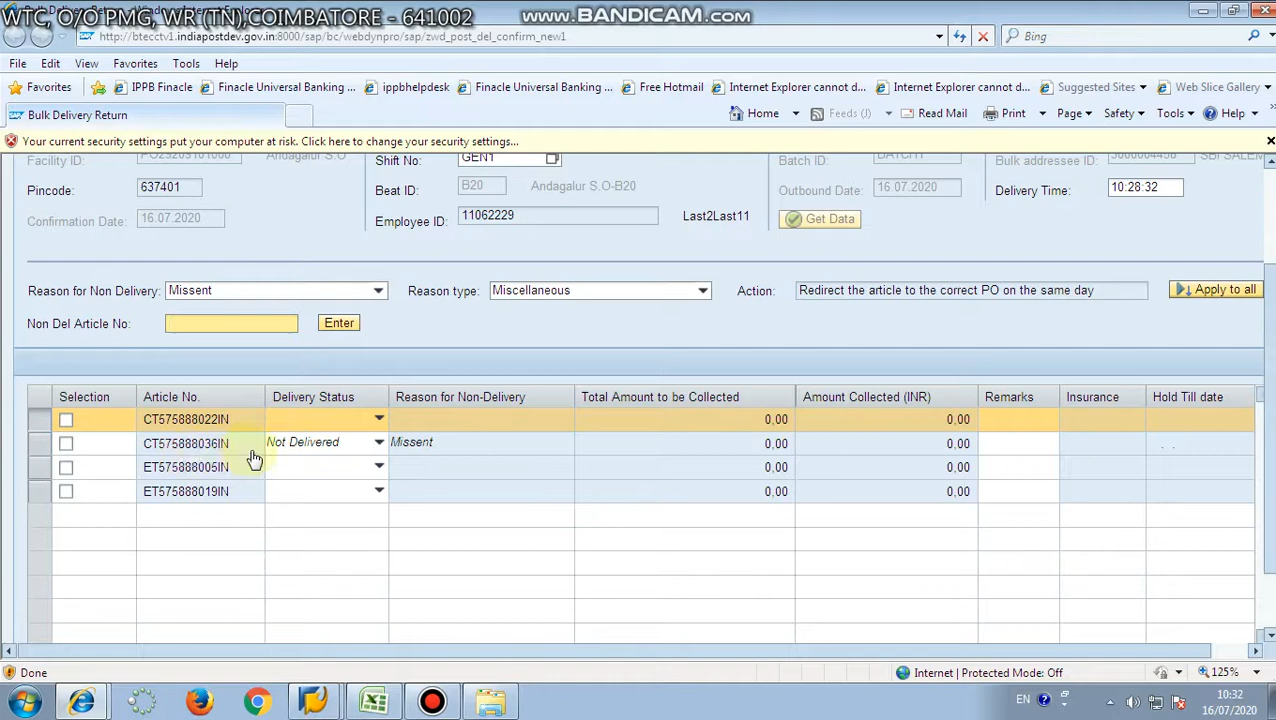 WTC, O/O PMG, WR (TN),COIMBATORE - 641002
www.BANDICAM.com
http://btecctv1.indiapostdev.gov.in:8000/sap/bc/webdynpro/sap/zwd_post_del_confirm_new1
Bing
File Edit View Favorites Tools Help
Favorites IPPB Finacle Finacle Universal Banking ... ippbhelpdesk Finacle Universal Banking ... Free Hotmail Internet Explorer cannot d... Internet Explorer cannot d... Suggested Sites Web Slice Gallery
Bulk Delivery Return
Home Feeds (J) Read Mail Print Page Safety Tools Help
Your current security settings put your computer at risk. Click here to change your security settings...
Facility ID: PO29209101000 Andagalur S.O Shift No: GEN1 Batch ID: BATCH1 Bulk addressee ID:
Pincode: 637401 Beat ID: B20 Andagalur S.O-B20 Outbound Date: 16.07.2020 Delivery Time: 10:28:32
Confirmation Date: 16.07.2020 Employee ID: 11062229 Last2Last11 Get Data
Reason for Non Delivery: Missent Reason type: Miscellaneous Action: Redirect the article to the correct PO on the same day Apply to all
Non Del Article No: Enter
Selection Article No. Delivery Status Reason for Non-Delivery Total Amount to be Collected Amount Collected (INR) Remarks Insurance Hold Till date
CT575888022IN 0,00 0,00
CT575888036IN Not Delivered Missent 0,00 0,00 . .
ET575888005IN 0,00 0,00
ET575888019IN 0,00 0,00
Done Internet | Protected Mode: Off 125%
EN 10:32
16/07/2020